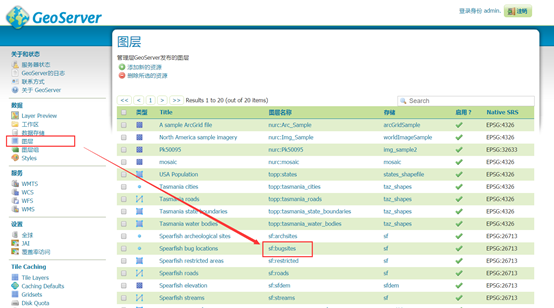 GeoServer
登录身份 admin. 注销
关于和状态
服务器状态
GeoServer的日志
联系方式
关于 GeoServer
数据
Layer Preview
工作区
数据存储
图层
图层组
Styles
服务
WMTS
WCS
WFS
WMS
设置
全球
JAI
覆盖率访问
Tile Caching
Tile Layers
Caching Defaults
Gridsets
Disk Quota
图层
管理层GeoServer发布的图层
添加新的资源
删除所选的资源
<< < 1 > >> Results 1 to 20 (out of 20 items) Search
类型 Title 图层名称 存储 启用? Native SRS
A sample ArcGrid file nurc:Arc_Sample arcGridSample EPSG:4326
North America sample imagery nurc:Img_Sample worldImageSample EPSG:4326
Pk50095 nurc:Pk50095 img_sample2 EPSG:32633
mosaic nurc:mosaic mosaic EPSG:4326
USA Population topp:states states_shapefile EPSG:4326
Tasmania cities topp:tasmania_cities taz_shapes EPSG:4326
Tasmania roads topp:tasmania_roads taz_shapes EPSG:4326
Tasmania state boundaries topp:tasmania_state_boundaries taz_shapes EPSG:4326
Tasmania water bodies topp:tasmania_water_bodies taz_shapes EPSG:4326
Spearfish archeological sites sf:archsites sf EPSG:26713
Spearfish bug locations sf:bugsites sf EPSG:26713
Spearfish restricted areas sf:restricted sf EPSG:26713
Spearfish roads sf:roads sf EPSG:26713
Spearfish elevation sf:sfdem sfdem EPSG:26713
Spearfish streams sf:streams sf EPSG:26713